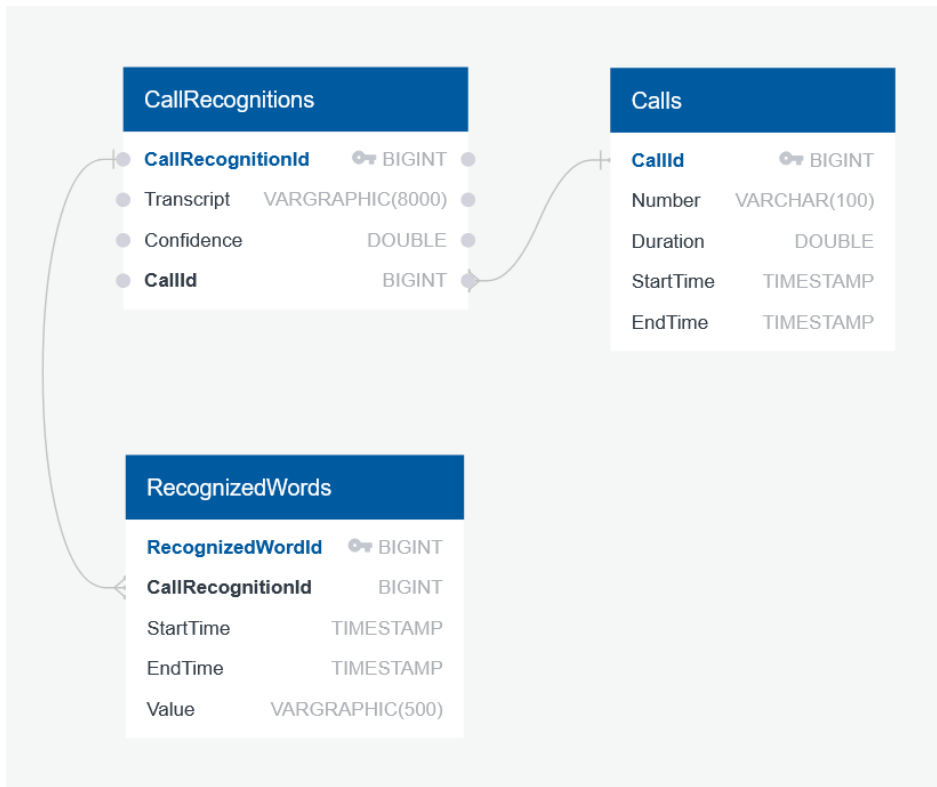 CallRecognitions
CallRecognitionId BIGINT
Transcript VARGRAPHIC(8000)
Confidence DOUBLE
CallId BIGINT
Calls
CallId BIGINT
Number VARCHAR(100)
Duration DOUBLE
StartTime TIMESTAMP
EndTime TIMESTAMP
RecognizedWords
RecognizedWordId BIGINT
CallRecognitionId BIGINT
StartTime TIMESTAMP
EndTime TIMESTAMP
Value VARGRAPHIC(500)